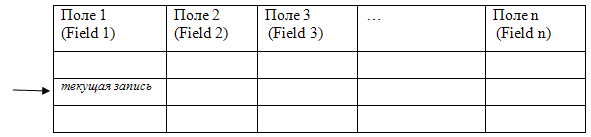 Поле 1 Поле 2 Поле 3 … Поле n
(Field 1) (Field 2) (Field 3) (Field n)
текущая запись